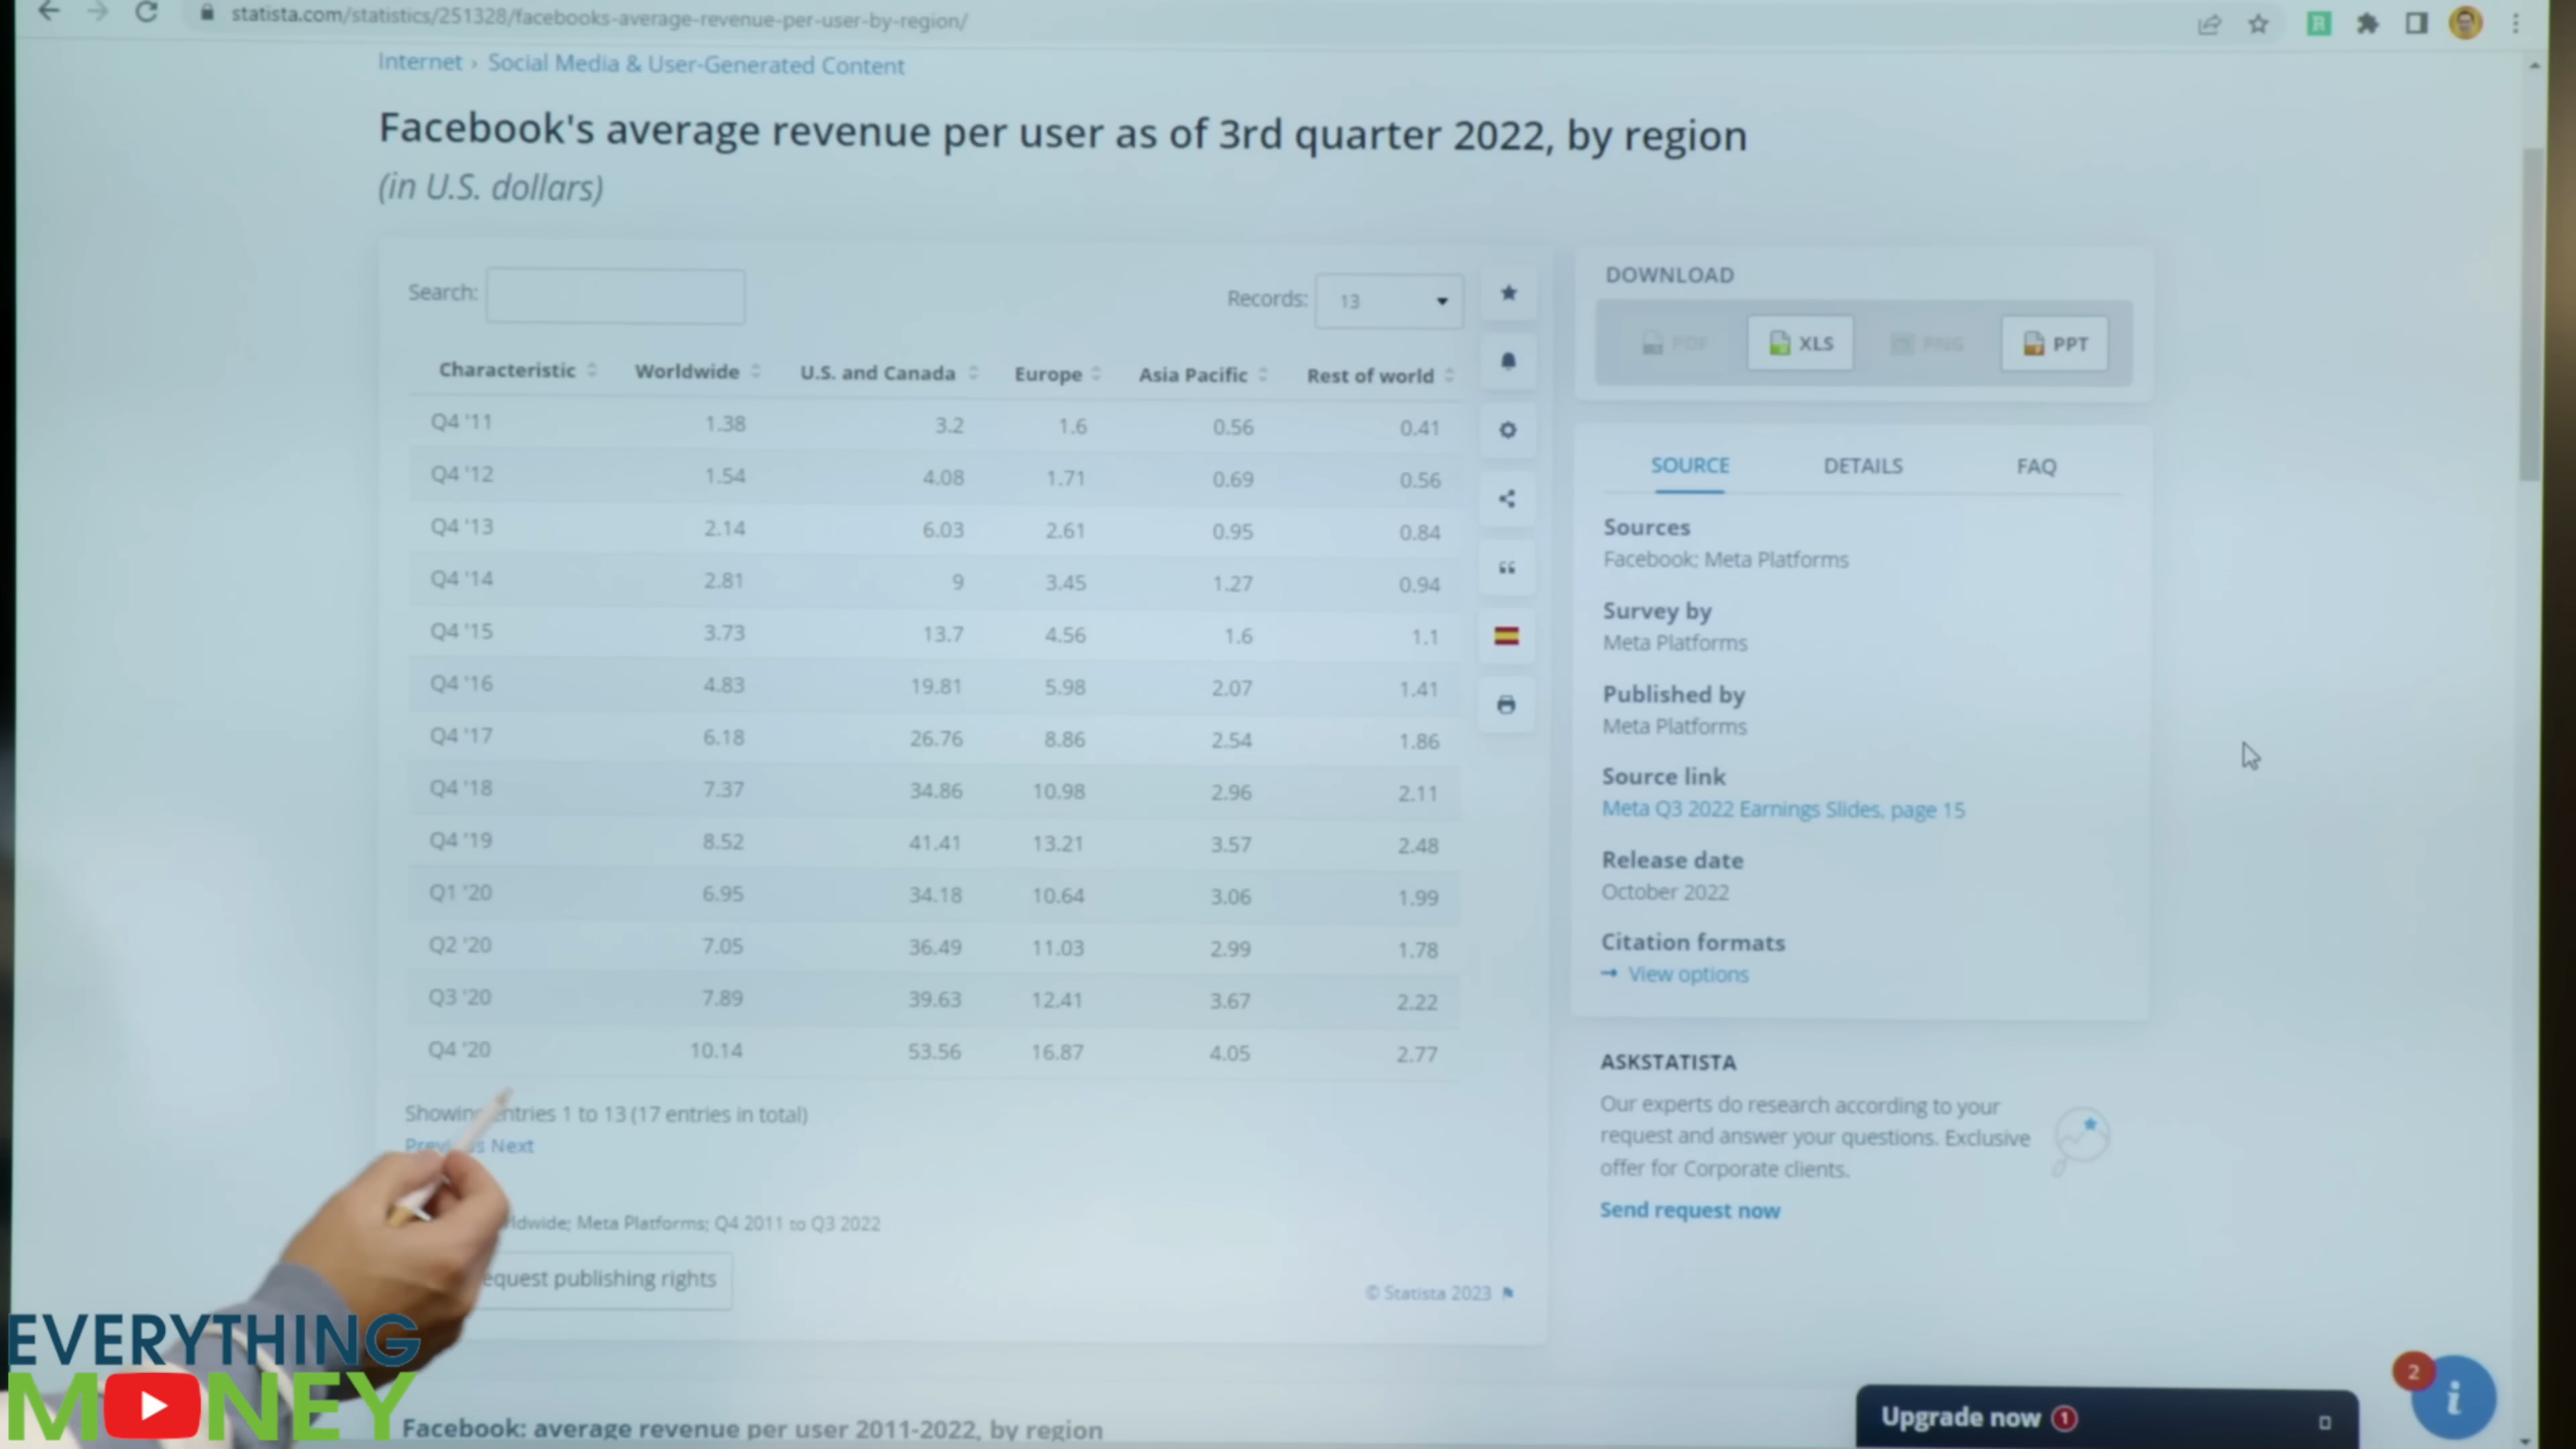 statista.com/statistics/251328/facebooks-average-revenue-per-user-by-region/
Internet › Social Media & User-Generated Content
Facebook's average revenue per user as of 3rd quarter 2022, by region
(in U.S. dollars)
Search:
Records: 13
Characteristic Worldwide U.S. and Canada Europe Asia Pacific Rest of world
Q4 '11 1.38 3.2 1.6 0.56 0.41
Q4 '12 1.54 4.08 1.71 0.69 0.56
Q4 '13 2.14 6.03 2.61 0.95 0.84
Q4 '14 2.81 9 3.45 1.27 0.94
Q4 '15 3.73 13.7 4.56 1.6 1.1
Q4 '16 4.83 19.81 5.98 2.07 1.41
Q4 '17 6.18 26.76 8.86 2.54 1.86
Q4 '18 7.37 34.86 10.98 2.96 2.11
Q4 '19 8.52 41.41 13.21 3.57 2.48
Q1 '20 6.95 34.18 10.64 3.06 1.99
Q2 '20 7.05 36.49 11.03 2.99 1.78
Q3 '20 7.89 39.63 12.41 3.67 2.22
Q4 '20 10.14 53.56 16.87 4.05 2.77
Showing entries 1 to 13 (17 entries in total)
Previous Next
ldwide; Meta Platforms; Q4 2011 to Q3 2022
equest publishing rights
© Statista 2023
Facebook: average revenue per user 2011-2022, by region
DOWNLOAD
PDF XLS PNG PPT
SOURCE DETAILS FAQ
Sources
Facebook; Meta Platforms
Survey by
Meta Platforms
Published by
Meta Platforms
Source link
Meta Q3 2022 Earnings Slides, page 15
Release date
October 2022
Citation formats
→ View options
ASKSTATISTA
Our experts do research according to your
request and answer your questions. Exclusive
offer for Corporate clients.
Send request now
Upgrade now 1
2
i
EVERYTHING
MONEY